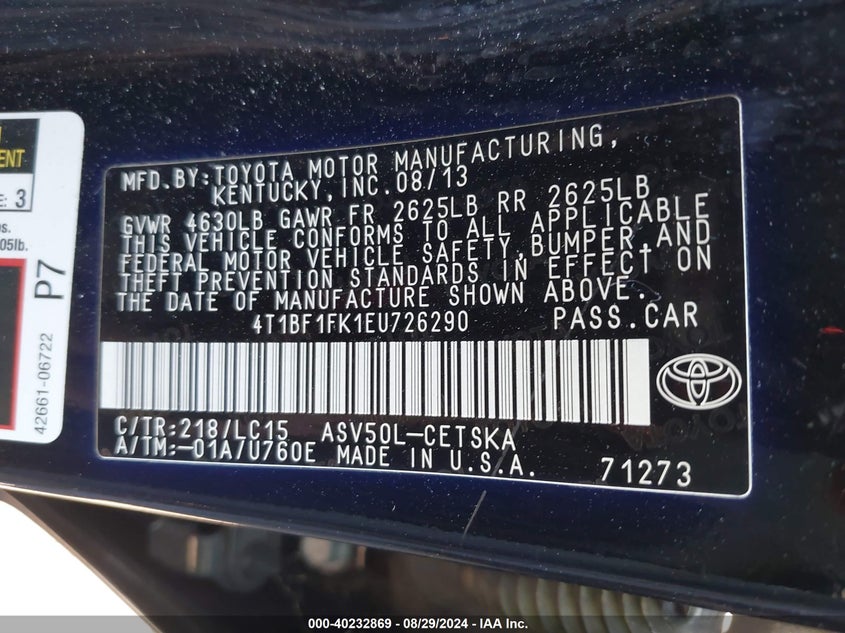 MFD.BY:TOYOTA MOTOR MANUFACTURING,
KENTUCKY,INC.08/13
GVWR 4630LB GAWR FR 2625LB RR 2625LB
THIS VEHICLE CONFORMS TO ALL APPLICABLE
FEDERAL MOTOR VEHICLE SAFETY,BUMPER,AND
THEFT PREVENTION STANDARDS IN EFFECT ON
THE DATE OF MANUFACTURE SHOWN ABOVE.
4T1BF1FK1EU726290 PASS.CAR
C/TR:218/LC15 ASV50L-CETSKA
A/TM:-01A/U760E MADE IN U.S.A. 71273
E: 3
05lb.
P7
42661-06722
000-40232869 - 08/29/2024 - IAA Inc.